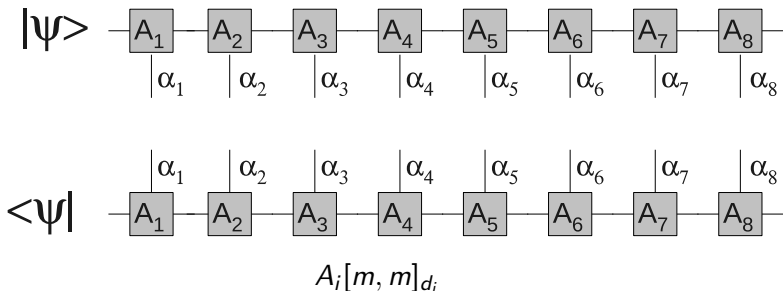 |ψ> A₁ A₂ A₃ A₄ A₅ A₆ A₇ A₈
α₁ α₂ α₃ α₄ α₅ α₆ α₇ α₈
α₁ α₂ α₃ α₄ α₅ α₆ α₇ α₈
<ψ| A₁ A₂ A₃ A₄ A₅ A₆ A₇ A₈
Aᵢ[m, m]_{dᵢ}